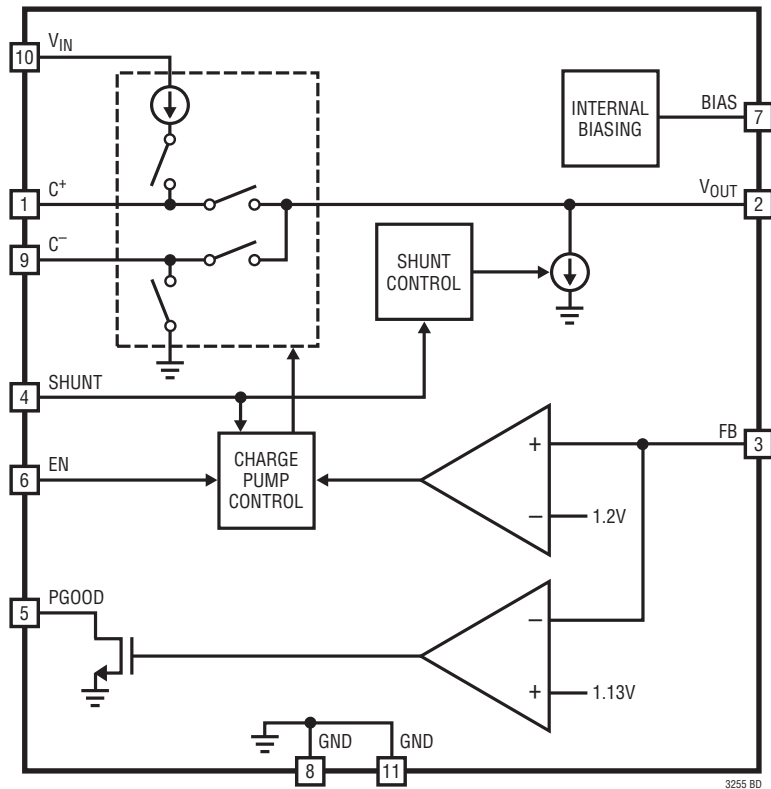 10 VIN
INTERNAL
BIASING
BIAS 7
1 C+
VOUT 2
9 C–
SHUNT
CONTROL
4 SHUNT
FB 3
+
6 EN
CHARGE
PUMP
CONTROL
– 1.2V
5 PGOOD
–
+ 1.13V
GND GND
8 11
3255 BD